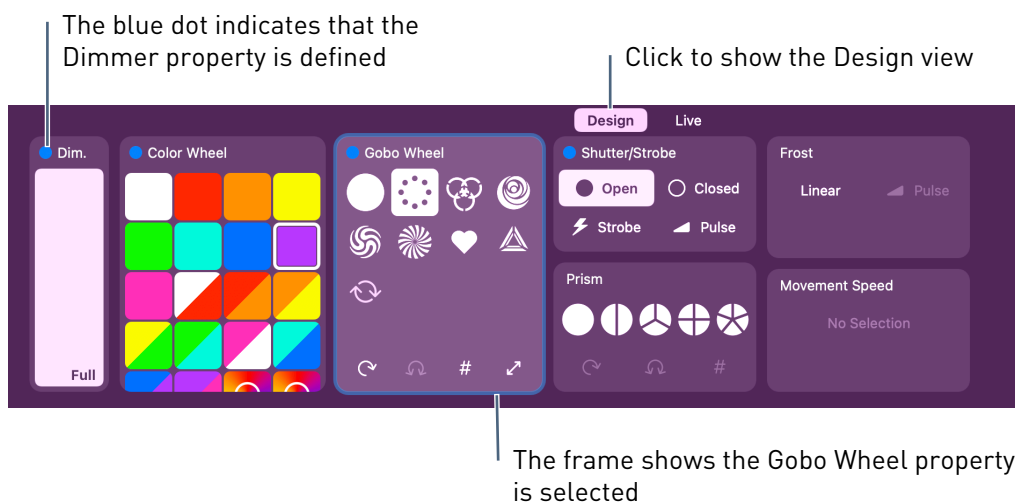 The blue dot indicates that the
Dimmer property is defined
Click to show the Design view
Design
Live
Dim.
Full
Color Wheel
Gobo Wheel
#
Shutter/Strobe
Open
Closed
Strobe
Pulse
Prism
#
Frost
Linear
Pulse
Movement Speed
No Selection
The frame shows the Gobo Wheel property
is selected